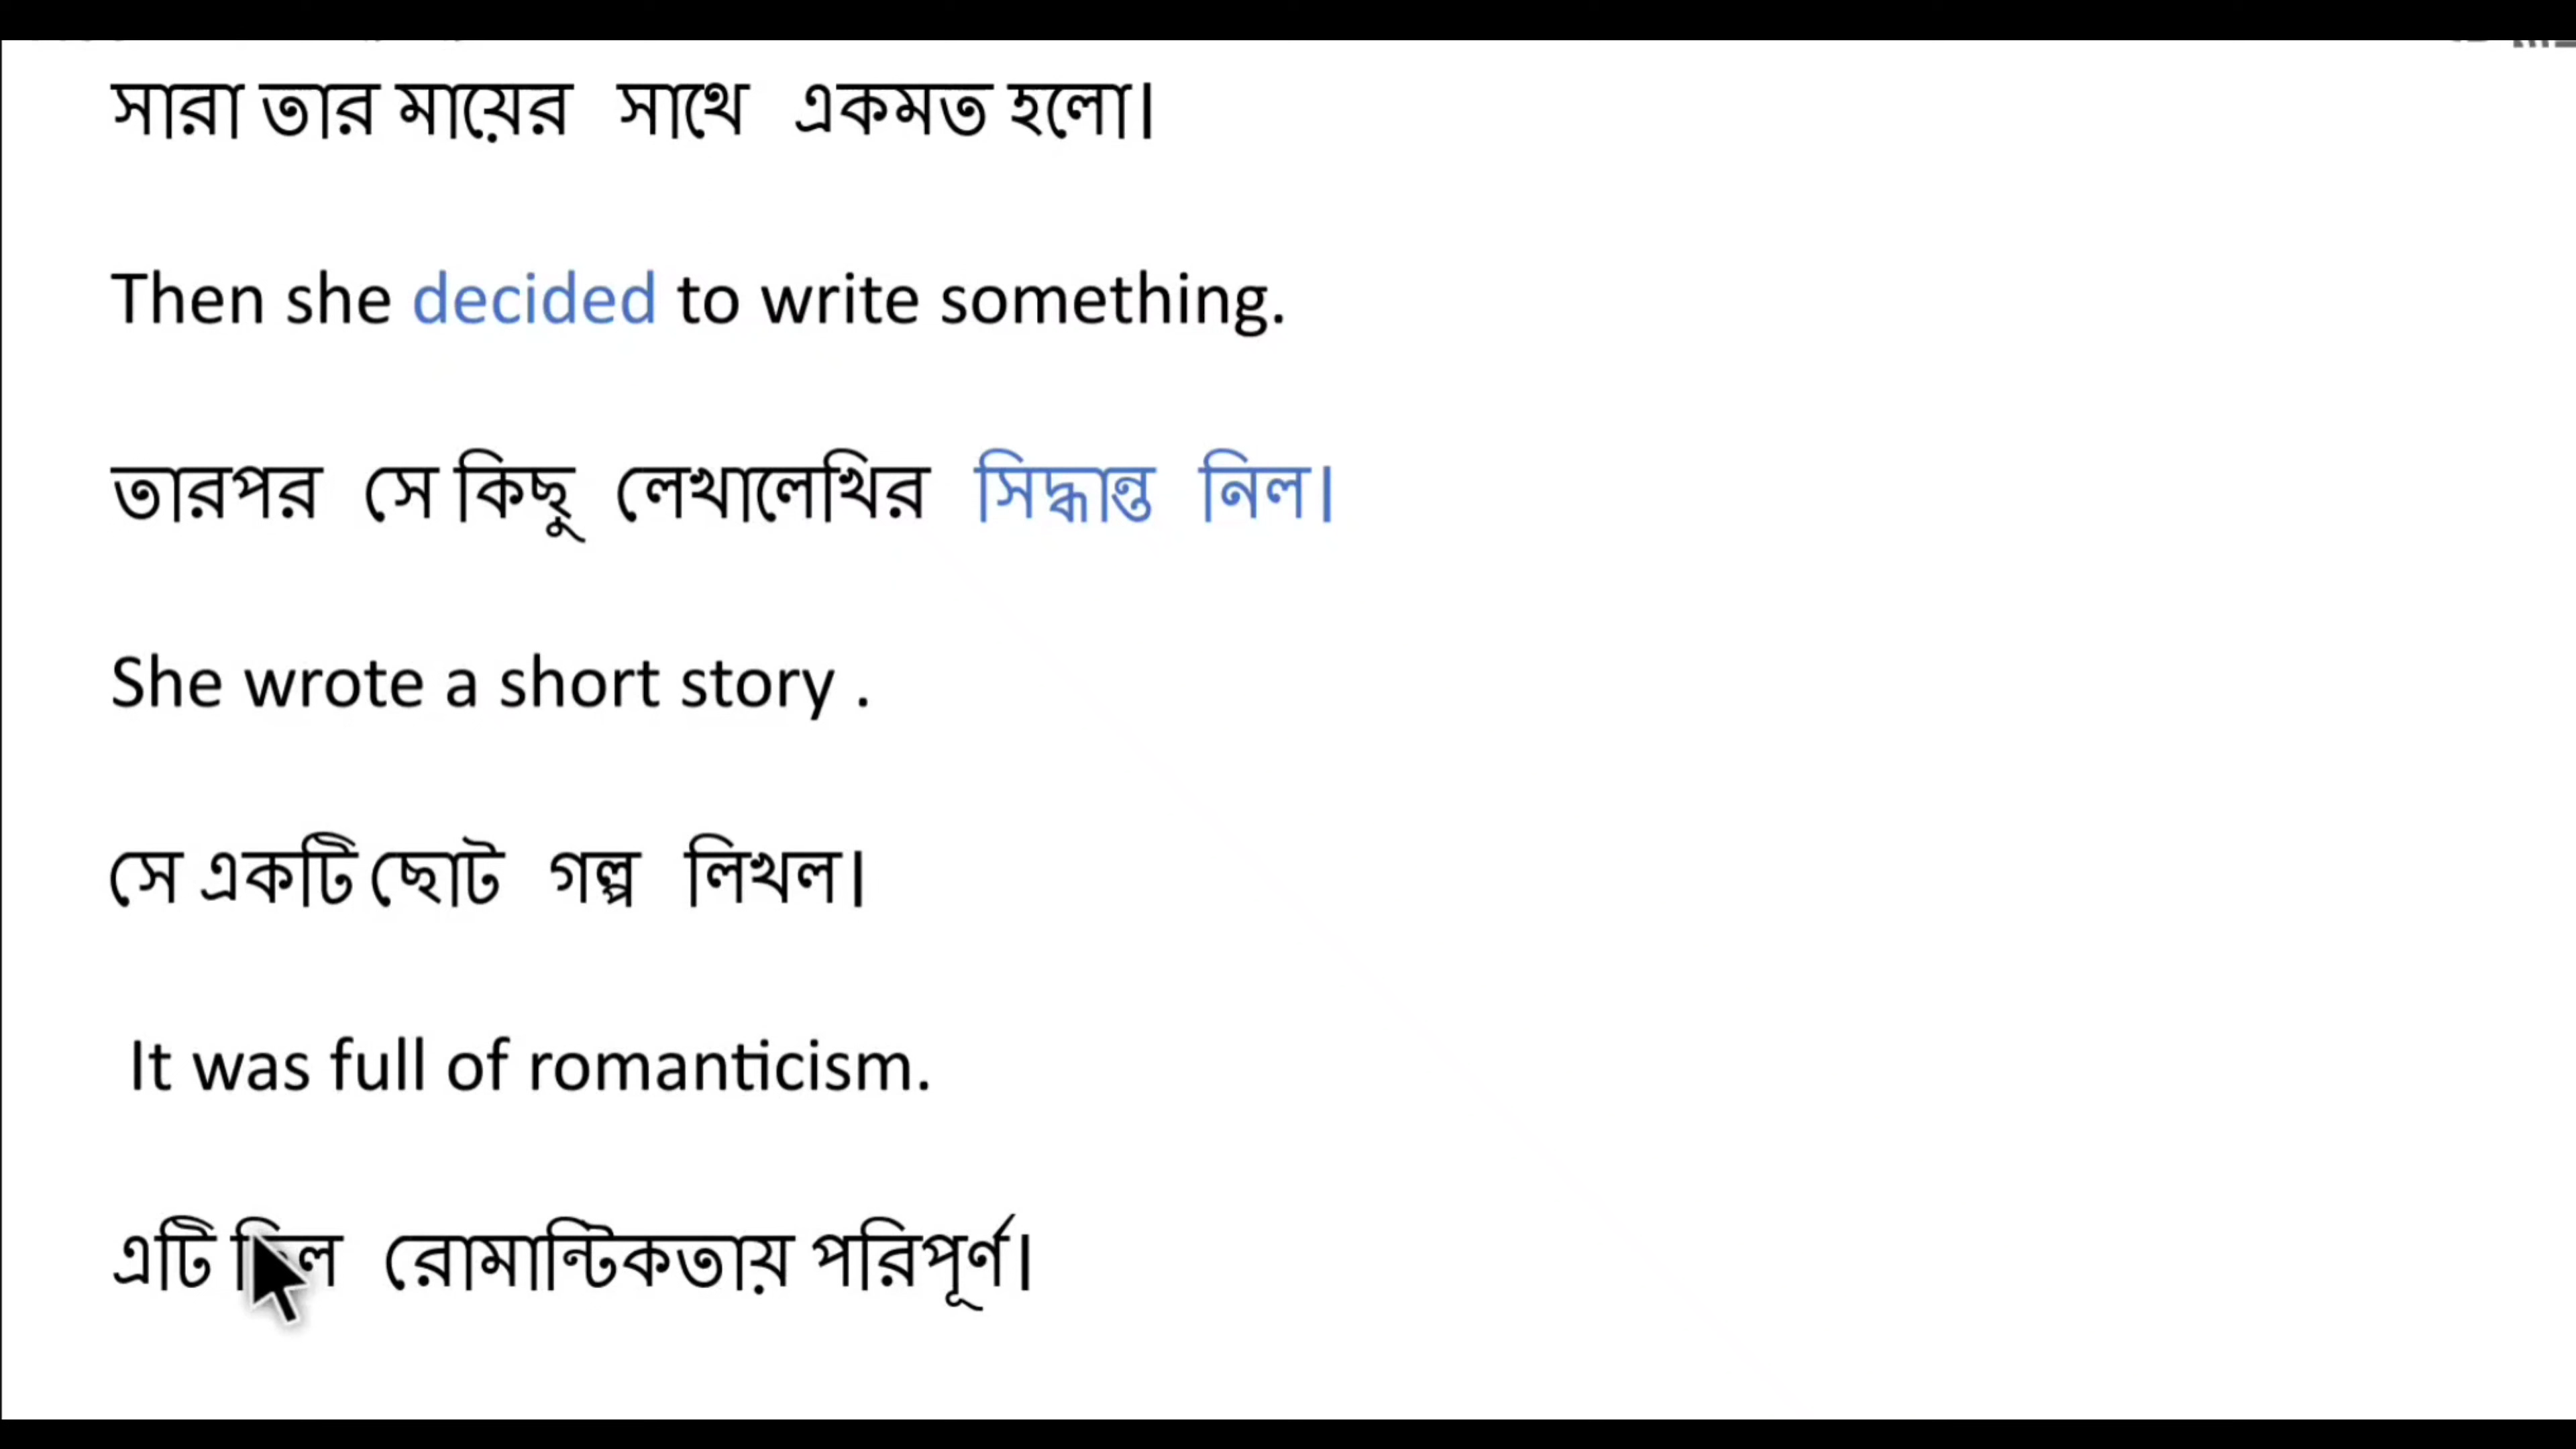 সারা তার মায়ের সাথে একমত হলো।
Then she decided to write something.
তারপর সে কিছু লেখালেখির সিদ্ধান্ত নিল।
She wrote a short story .
সে একটি ছোট গল্প লিখল।
It was full of romanticism.
এটি ছিল রোমান্টিকতায় পরিপূর্ণ।